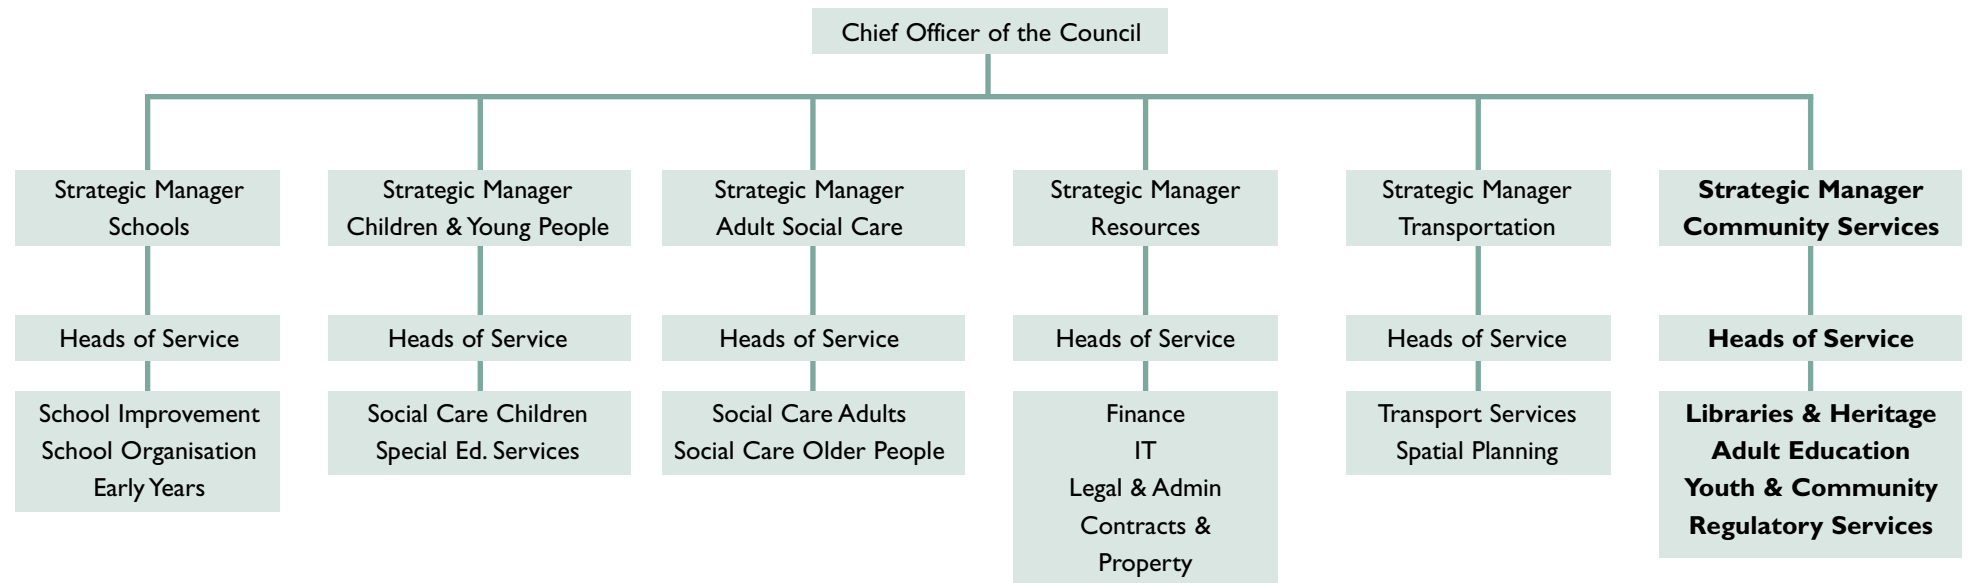 Chief Officer of the Council
Strategic Manager
Schools
Strategic Manager
Children & Young People
Strategic Manager
Adult Social Care
Strategic Manager
Resources
Strategic Manager
Transportation
Strategic Manager
Community Services
Heads of Service
Heads of Service
Heads of Service
Heads of Service
Heads of Service
Heads of Service
School Improvement
School Organisation
Early Years
Social Care Children
Special Ed. Services
Social Care Adults
Social Care Older People
Finance
IT
Legal & Admin
Contracts &
Property
Transport Services
Spatial Planning
Libraries & Heritage
Adult Education
Youth & Community
Regulatory Services